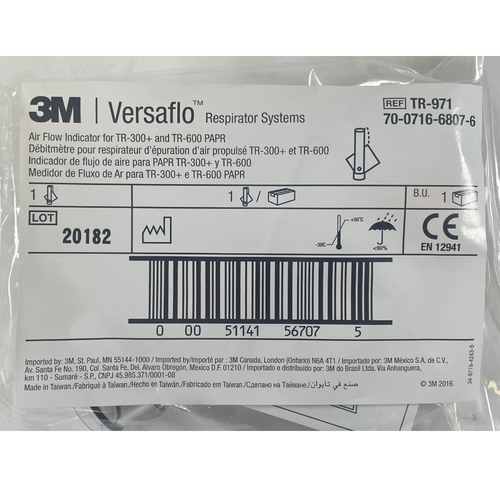 3M Versaflo™ Respirator Systems
REF TR-971
70-0716-6807-6
Air Flow Indicator for TR-300+ and TR-600 PAPR
Débitmètre pour respirateur d'épuration d'air propulsé TR-300+ et TR-600
Indicador de flujo de aire para PAPR TR-300+ y TR-600
Medidor de Fluxo de Ar para TR-300+ e TR-600 PAPR
1 1 / B.U. 1
LOT 20182
-30C +50°C <90%
CE
EN 12941
0 00 51141 56707 5
Imported by: 3M, St. Paul, MN 55144-1000 / Importé par : 3M Canada, London (Ontario) N6A 4T1 / Importado por: 3M México S.A. de C.V.,
Av. Santa Fe No. 190, Col. Santa Fe, Del. Alvaro Obregón, México D.F. 01210 / Importado e distribuido por: 3M do Brasil Ltda. Via Anhanguera,
km 110 - Sumaré - S.P., CNPJ 45.985.371/0001-08
Made in Taiwan./Fabriqué à Taiwan./Hecho en Taiwán./Fabricado em Taiwan./Сделано на Тайване./صنع في تايوان
© 3M 2016.
34-8719-4243-6